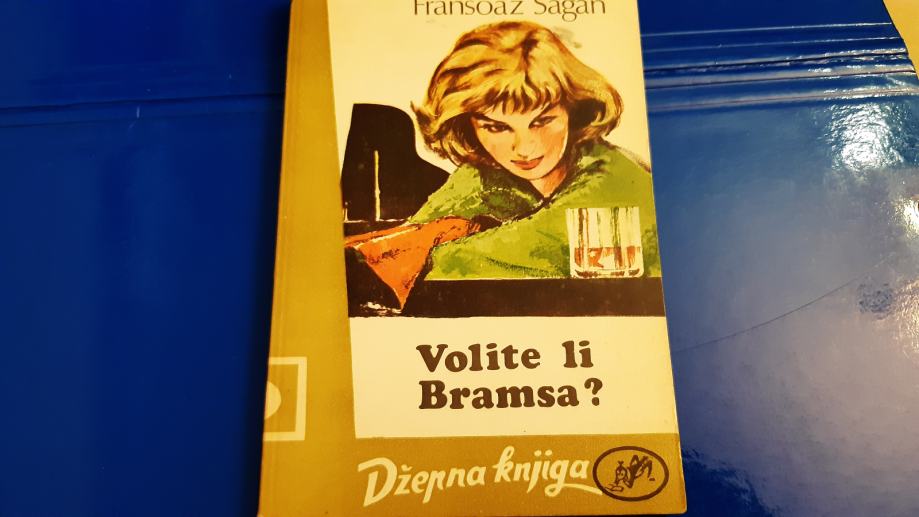 Fransoaz Sagan
Volite li
Bramsa?
Džepna knjiga